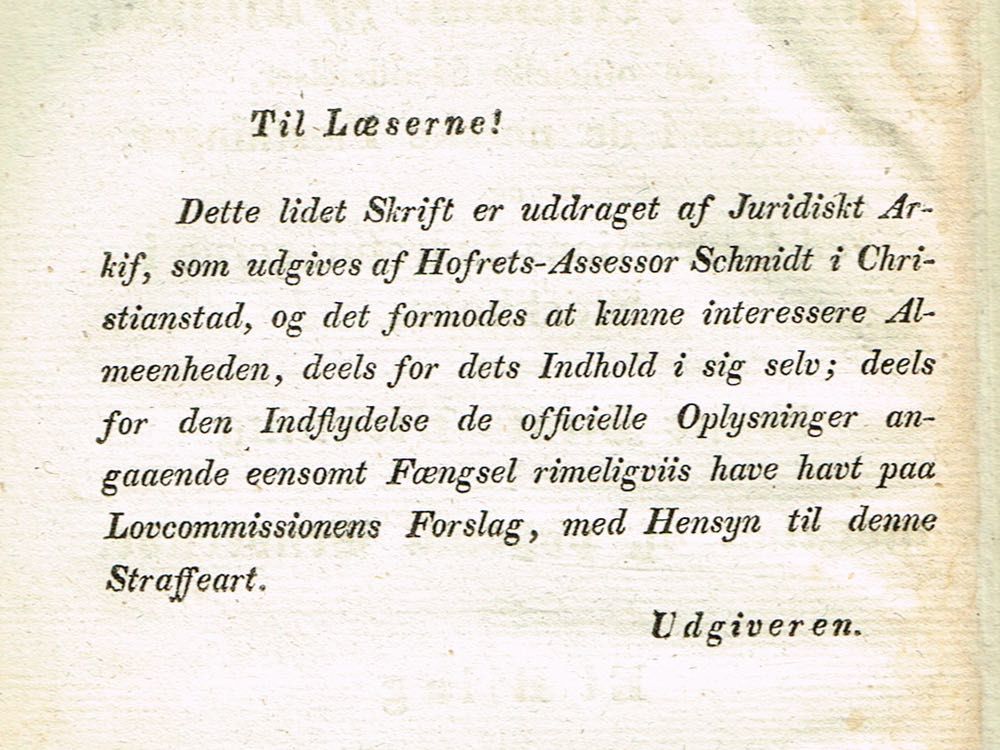 Til Læserne!
Dette lidet Skrift er uddraget af Juridiskt Ar-
kif, som udgives af Hofrets-Assessor Schmidt i Chri-
stianstad, og det formodes at kunne interessere Al-
meenheden, deels for dets Indhold i sig selv; deels
for den Indflydelse de officielle Oplysninger an-
gaaende eensomt Fængsel rimeligviis have havt paa
Lovcommissionens Forslag, med Hensyn til denne
Straffeart.
Udgiveren.